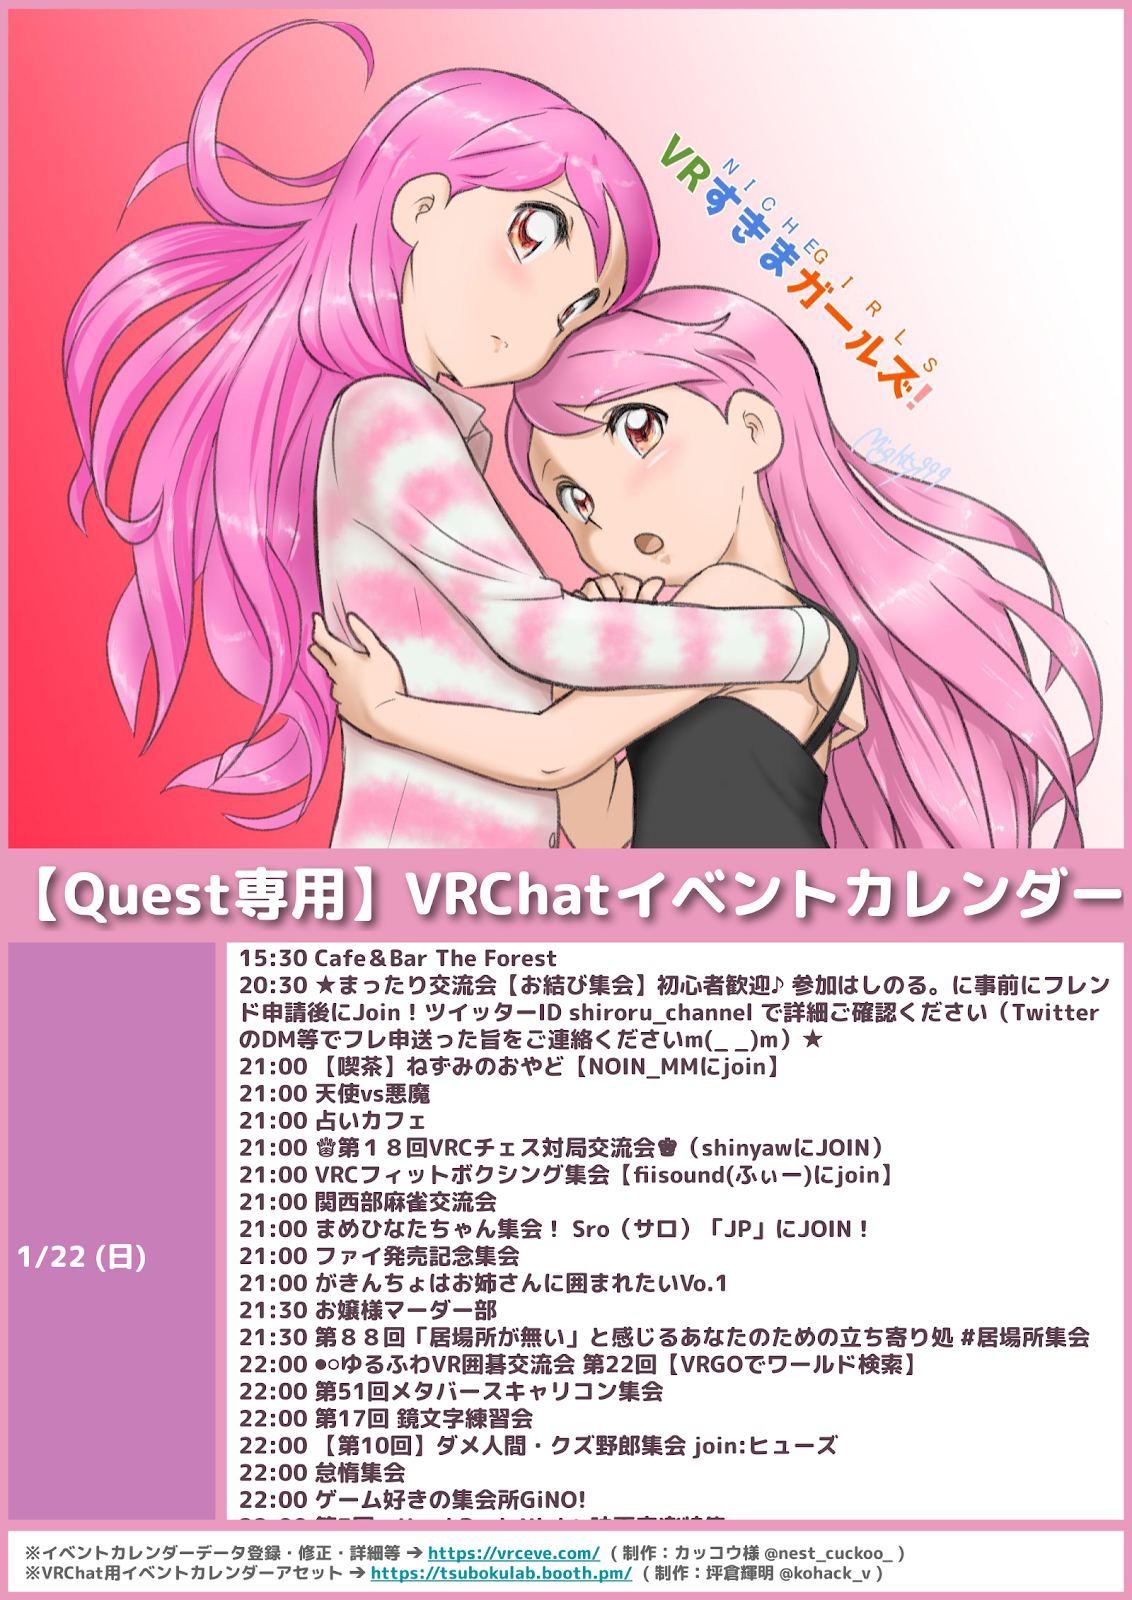 VRすきまガールズ!
NICHE GIRLS
Mighty999
【Quest専用】VRChatイベントカレンダー
1/22 (日)
15:30 Cafe＆Bar The Forest
20:30 ★まったり交流会【お結び集会】初心者歓迎♪ 参加はしのる。に事前にフレン
ド申請後にJoin！ツイッターID shiroru_channel で詳細ご確認ください（Twitter
のDM等でフレ申送った旨をご連絡くださいm(_ _)m）★
21:00 【喫茶】ねずみのおやど【NOIN_MMにjoin】
21:00 天使vs悪魔
21:00 占いカフェ
21:00 ♕第１８回VRCチェス対局交流会♚（shinyawにJOIN）
21:00 VRCフィットボクシング集会【fiisound(ふぃー)にjoin】
21:00 関西部麻雀交流会
21:00 まめひなたちゃん集会！ Sro（サロ）「JP」にJOIN！
21:00 ファイ発売記念集会
21:00 がきんちょはお姉さんに囲まれたいVo.1
21:30 お嬢様マーダー部
21:30 第８８回「居場所が無い」と感じるあなたのための立ち寄り処 #居場所集会
22:00 ●○ゆるふわVR囲碁交流会 第22回【VRGOでワールド検索】
22:00 第51回メタバースキャリコン集会
22:00 第17回 鏡文字練習会
22:00 【第10回】ダメ人間・クズ野郎集会 join:ヒューズ
22:00 怠惰集会
22:00 ゲーム好きの集会所GiNO!
※イベントカレンダーデータ登録・修正・詳細等 ➔ https://vrceve.com/ （ 制作：カッコウ様 @nest_cuckoo_ ）
※VRChat用イベントカレンダーアセット ➔ https://tsubokulab.booth.pm/ （ 制作：坪倉輝明 @kohack_v ）